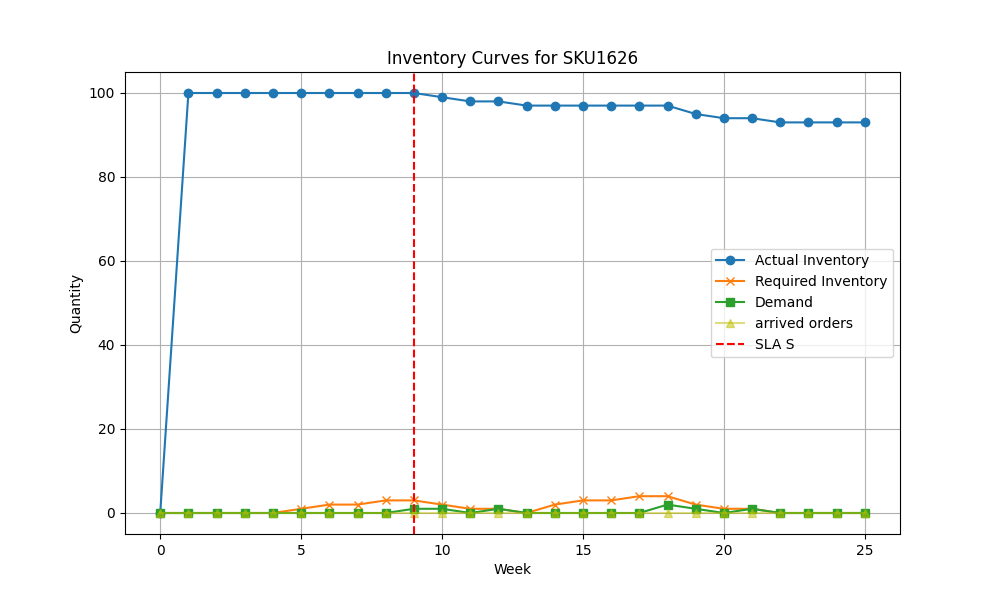 Inventory Curves for SKU1626
100
80
60
40
20
0
Quantity
Actual Inventory
Required Inventory
Demand
arrived orders
SLA S
0 5 10 15 20 25
Week